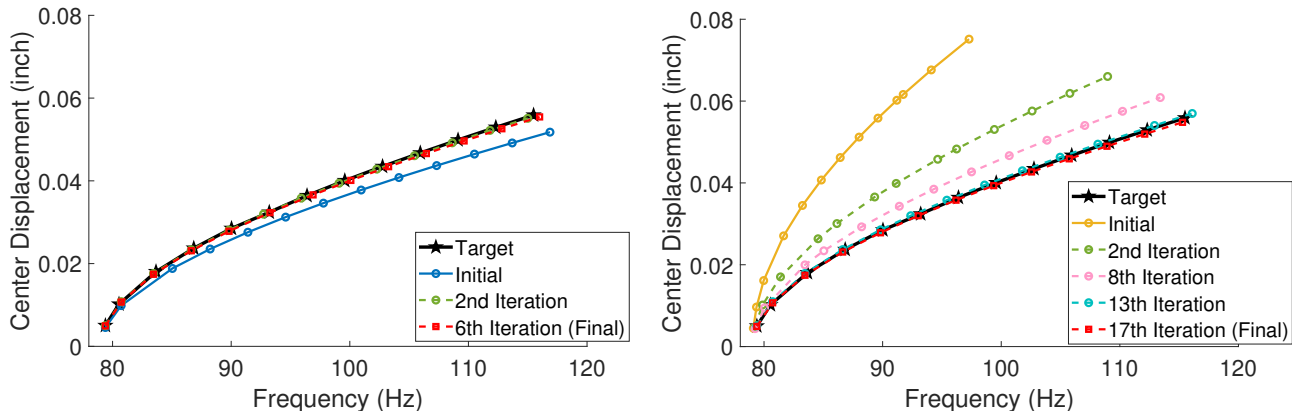 0.08
0.06
0.04
0.02
0
Center Displacement (inch)
80
90
100
110
120
Frequency (Hz)
Target
Initial
2nd Iteration
6th Iteration (Final)
0.08
0.06
0.04
0.02
0
Center Displacement (inch)
80
90
100
110
120
Frequency (Hz)
Target
Initial
2nd Iteration
8th Iteration
13th Iteration
17th Iteration (Final)